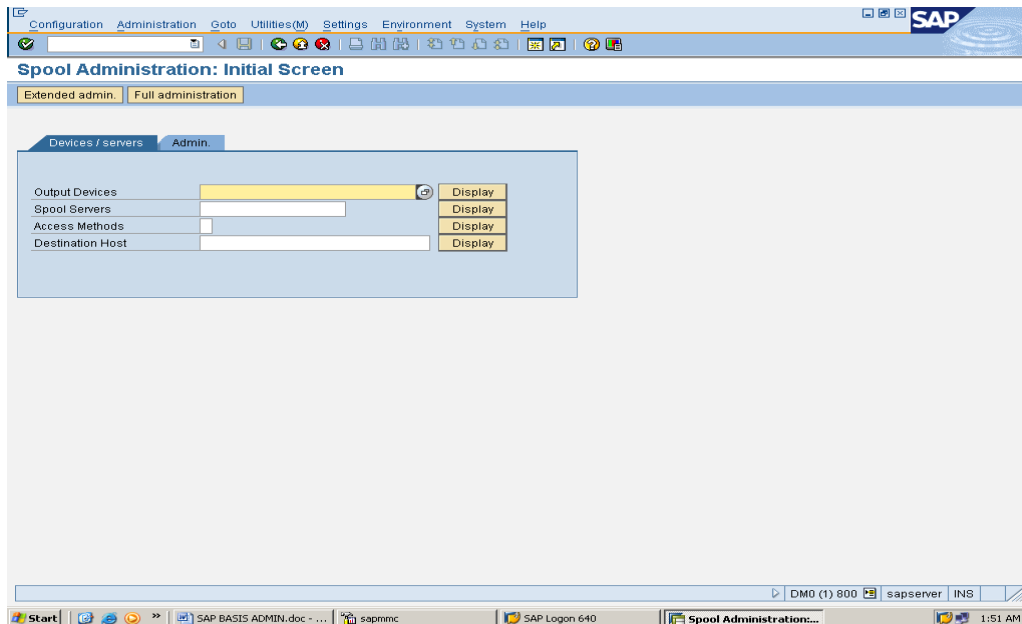 Configuration Administration Goto Utilities(M) Settings Environment System Help
SAP
Spool Administration: Initial Screen
Extended admin. Full administration
Devices / servers Admin.
Output Devices Display
Spool Servers Display
Access Methods Display
Destination Host Display
DM0 (1) 800 sapserver INS
Start » SAP BASIS ADMIN.doc - ... sapmmc SAP Logon 640 Spool Administration:... 1:51 AM